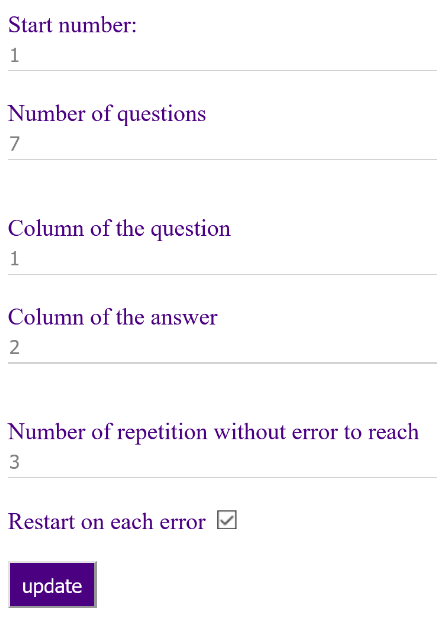 Start number:
1
Number of questions
7
Column of the question
1
Column of the answer
2
Number of repetition without error to reach
3
Restart on each error
update